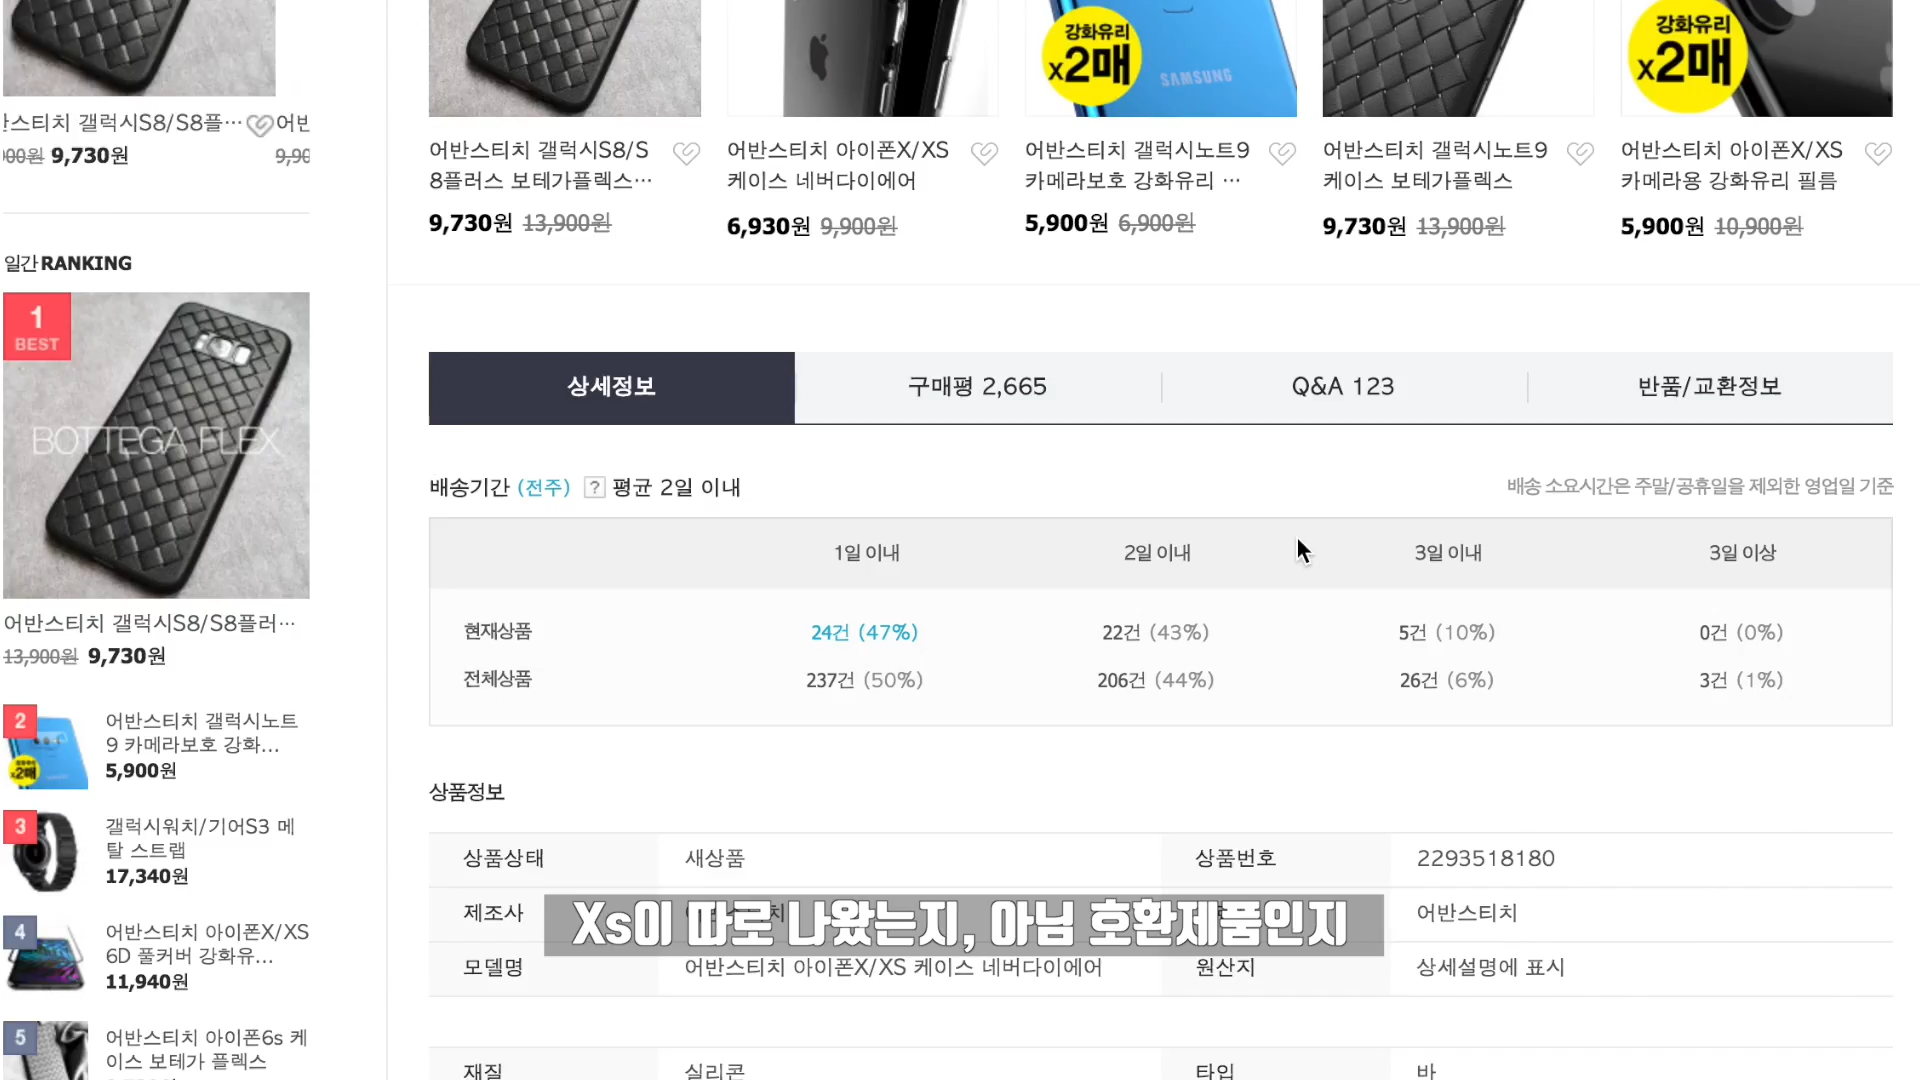 반스티치 갤럭시S8/S8플… 어반
00원 9,730원 9,90
일간 RANKING
1
BEST
BOTTEGA FLEX
어반스티치 갤럭시S8/S8플러…
13,900원 9,730원
2
강화유리
x2매
어반스티치 갤럭시노트
9 카메라보호 강화...
5,900원
3
갤럭시워치/기어S3 메
탈 스트랩
17,340원
4
어반스티치 아이폰X/XS
6D 풀커버 강화유...
11,940원
5
어반스티치 아이폰6s 케
이스 보테가 플렉스
어반스티치 갤럭시S8/S
8플러스 보테가플렉스…
9,730원 13,900원
어반스티치 아이폰X/XS
케이스 네버다이에어
6,930원 9,900원
강화유리
x2매
SAMSUNG
어반스티치 갤럭시노트9
카메라보호 강화유리 …
5,900원 6,900원
어반스티치 갤럭시노트9
케이스 보테가플렉스
9,730원 13,900원
강화유리
x2매
어반스티치 아이폰X/XS
카메라용 강화유리 필름
5,900원 10,900원
상세정보 구매평 2,665 Q&A 123 반품/교환정보
배송기간 (전주) ? 평균 2일 이내 배송 소요시간은 주말/공휴일을 제외한 영업일 기준
1일 이내 2일 이내 3일 이내 3일 이상
현재상품 24건 (47%) 22건 (43%) 5건 (10%) 0건 (0%)
전체상품 237건 (50%) 206건 (44%) 26건 (6%) 3건 (1%)
상품정보
상품상태 새상품 상품번호 2293518180
제조사 치 어반스티치
Xs이 따로 나왔는지, 아님 호환제품인지
모델명 어반스티치 아이폰X/XS 케이스 네버다이에어 원산지 상세설명에 표시
재질 실리콘 타입 바